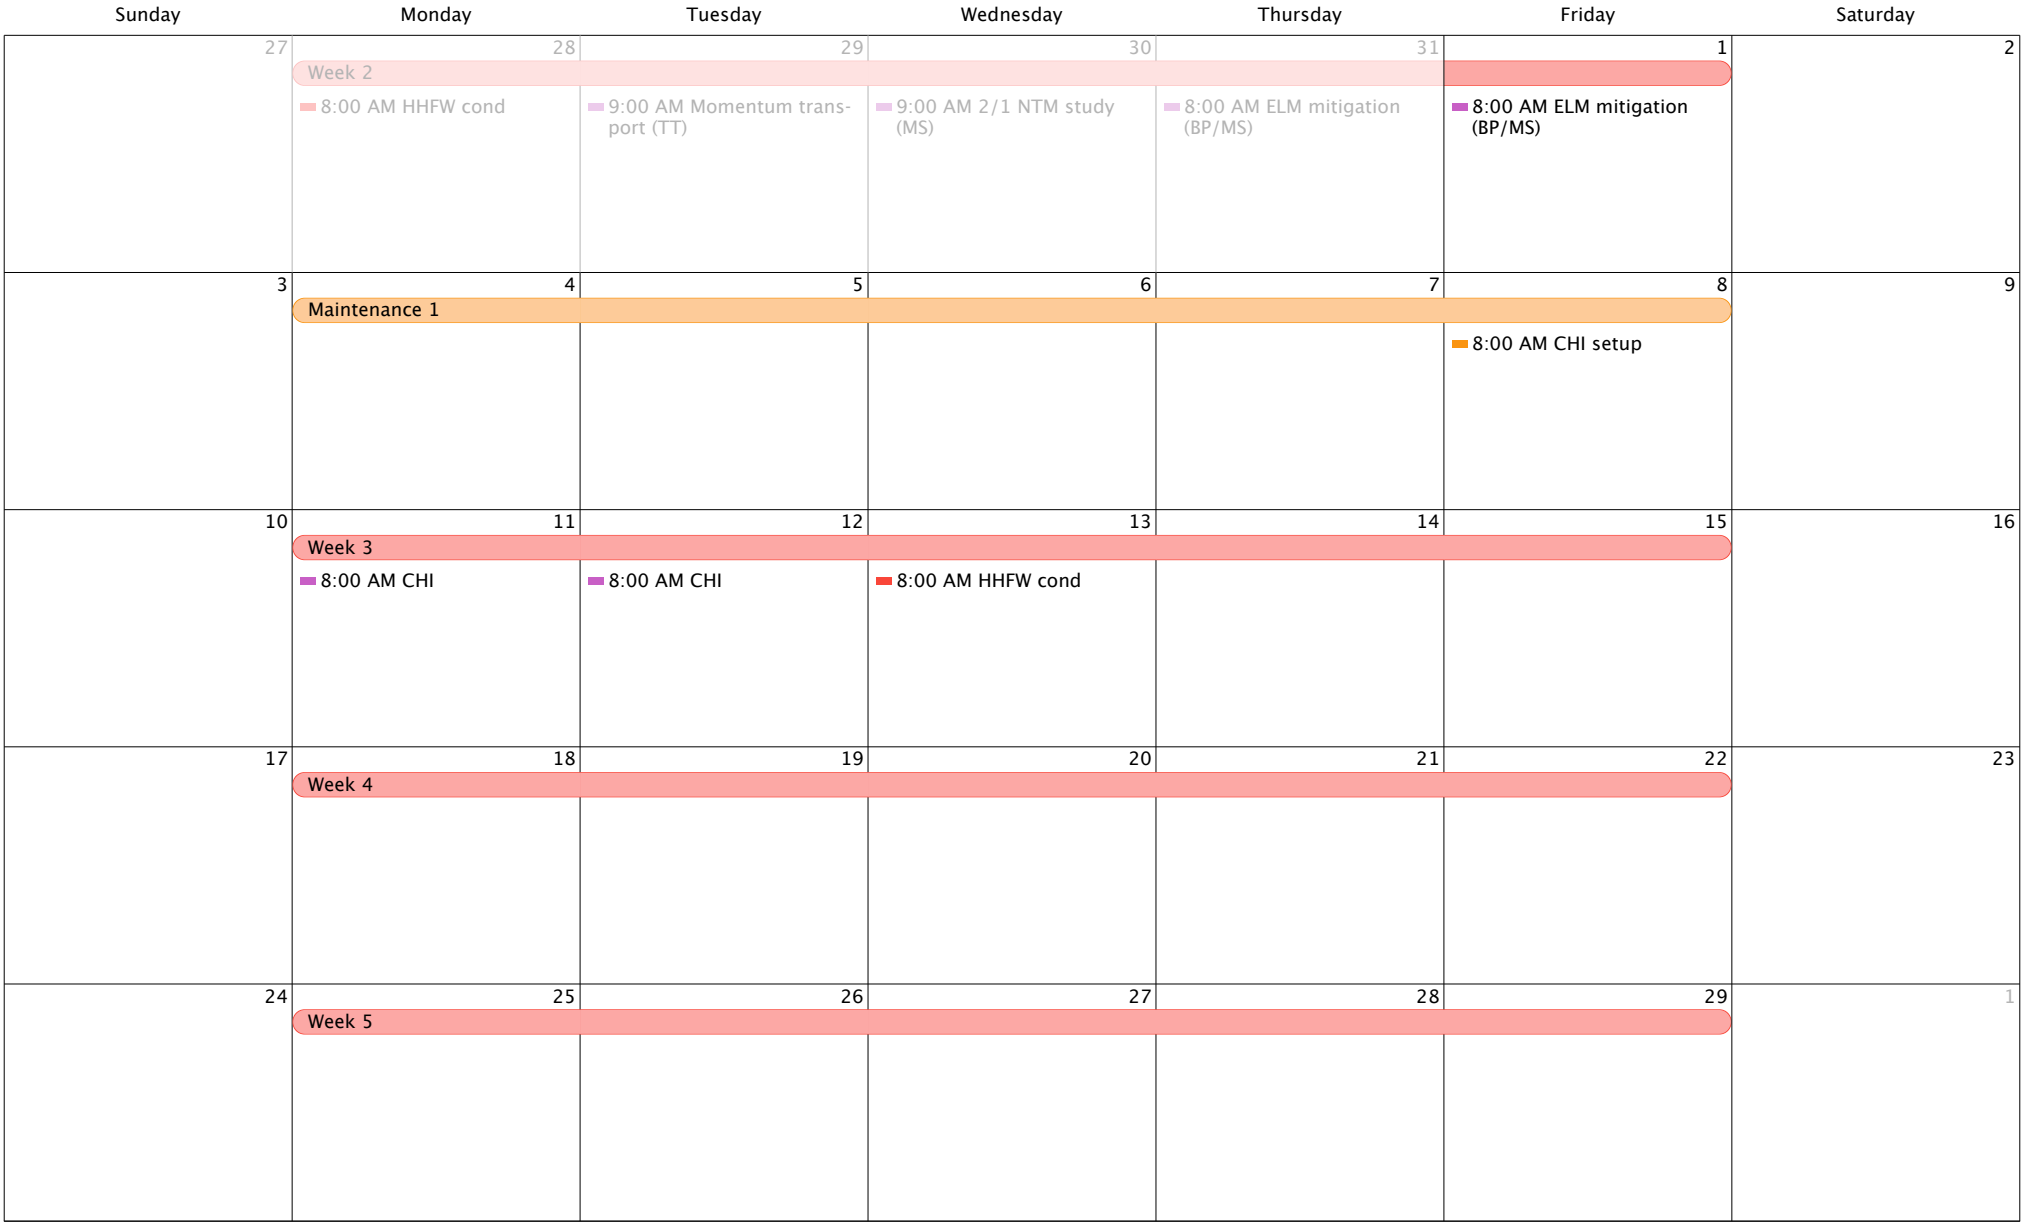 Sunday Monday Tuesday Wednesday Thursday Friday Saturday
27 28 29 30 31 1 2
Week 2
8:00 AM HHFW cond
9:00 AM Momentum trans-
port (TT)
9:00 AM 2/1 NTM study
(MS)
8:00 AM ELM mitigation
(BP/MS)
8:00 AM ELM mitigation
(BP/MS)
3 4 5 6 7 8 9
Maintenance 1
8:00 AM CHI setup
10 11 12 13 14 15 16
Week 3
8:00 AM CHI
8:00 AM CHI
8:00 AM HHFW cond
17 18 19 20 21 22 23
Week 4
24 25 26 27 28 29 1
Week 5